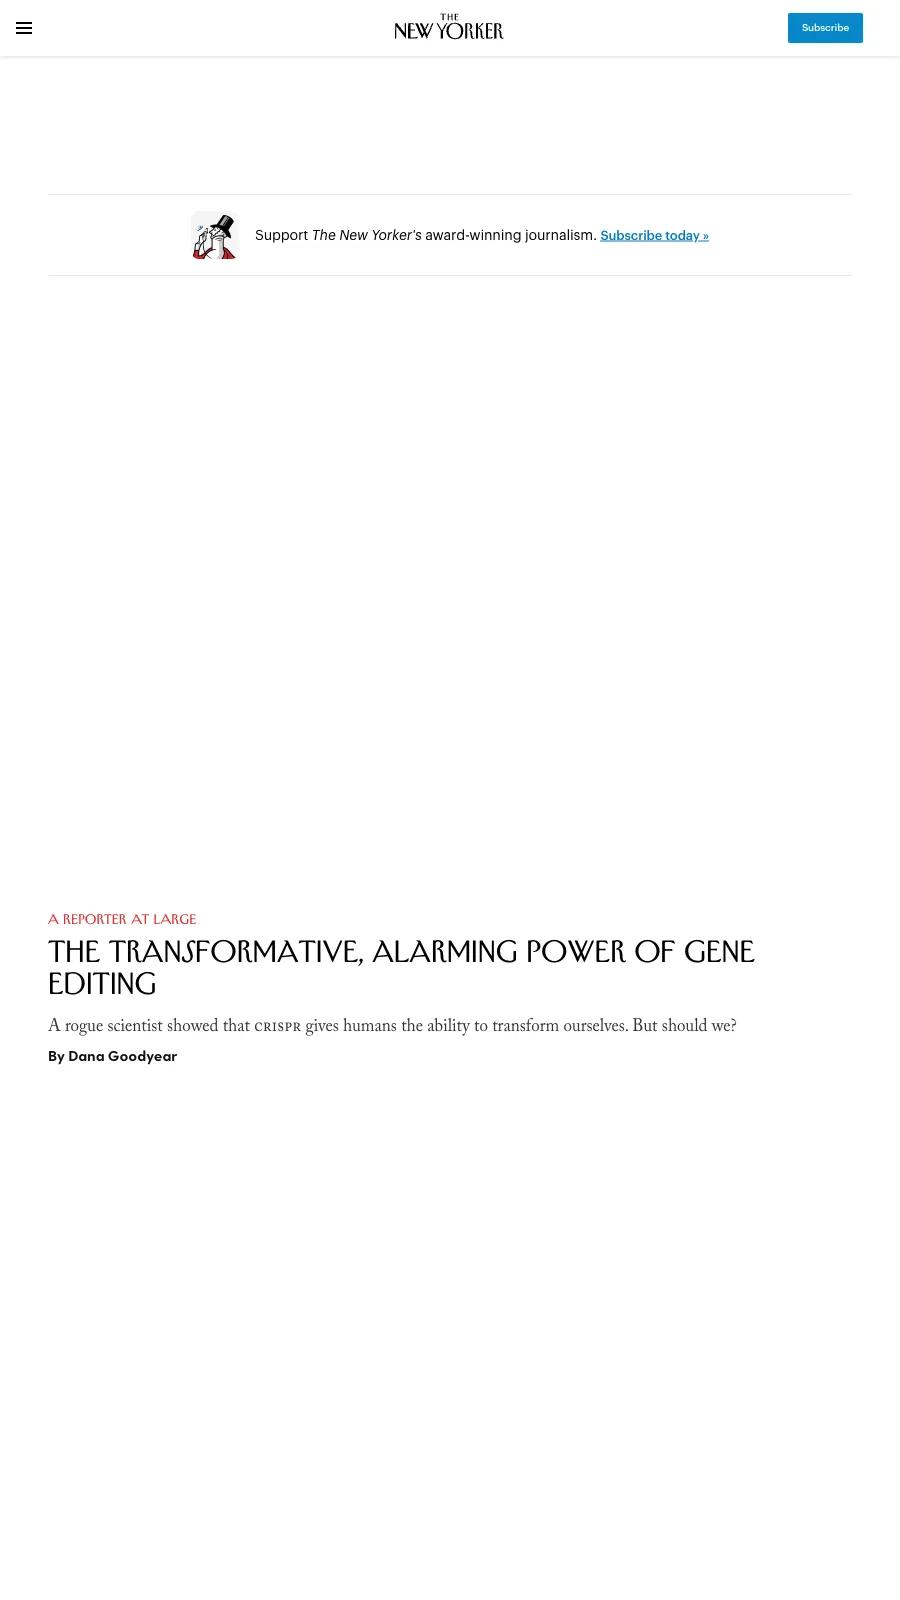 THE
NEW YORKER
Subscribe
Support The New Yorker's award-winning journalism. Subscribe today »
A REPORTER AT LARGE
THE TRANSFORMATIVE, ALARMING POWER OF GENE
EDITING
A rogue scientist showed that CRISPR gives humans the ability to transform ourselves. But should we?
By Dana Goodyear